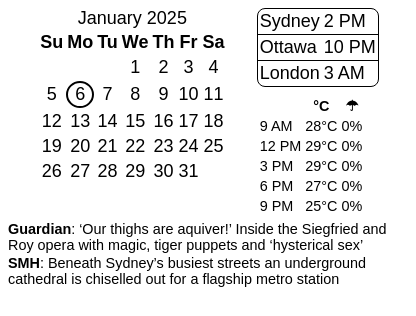 January 2025
Su Mo Tu We Th Fr Sa
1 2 3 4
5 6 7 8 9 10 11
12 13 14 15 16 17 18
19 20 21 22 23 24 25
26 27 28 29 30 31
Sydney 2 PM
Ottawa 10 PM
London 3 AM
°C ☂
9 AM 28°C 0%
12 PM 29°C 0%
3 PM 29°C 0%
6 PM 27°C 0%
9 PM 25°C 0%
Guardian: ‘Our thighs are aquiver!’ Inside the Siegfried and
Roy opera with magic, tiger puppets and ‘hysterical sex’
SMH: Beneath Sydney’s busiest streets an underground
cathedral is chiselled out for a flagship metro station